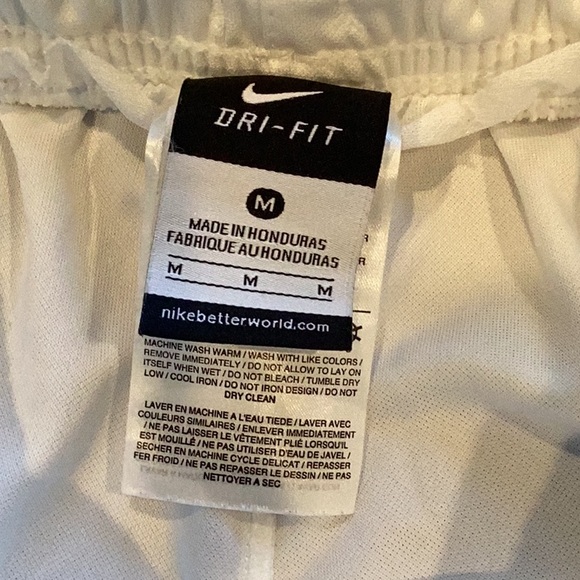 DRI-FIT
M
MADE IN HONDURAS
FABRIQUE AU HONDURAS
M M M
nikebetterworld.com
R
R
MACHINE WASH WARM / WASH WITH LIKE COLORS /
REMOVE IMMEDIATELY / DO NOT ALLOW TO LAY ON
ITSELF WHEN WET / DO NOT BLEACH / TUMBLE DRY
LOW / COOL IRON / DO NOT IRON DESIGN / DO NOT
DRY CLEAN
LAVER EN MACHINE A L'EAU TIEDE / LAVER AVEC
COULEURS SIMILAIRES / ENLEVER IMMEDIATEMENT
/ NE PAS LAISSER LE VÊTEMENT PLIÉ LORSQU'IL
EST MOUILLÉ / NE PAS UTILISER D'EAU DE JAVEL /
SECHER EN MACHINE CYCLE DELICAT / REPASSER
FER FROID / NE PAS REPASSER LE DESSIN / NE PAS
NETTOYER A SEC